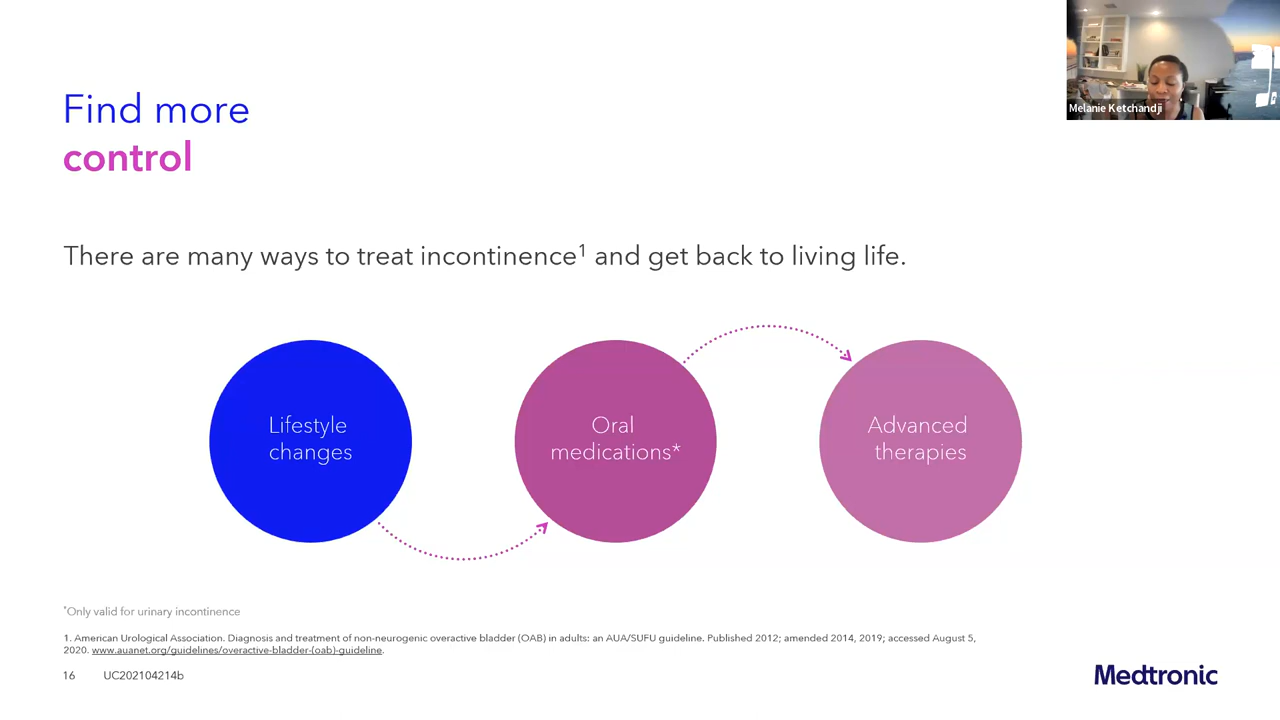 Melanie Ketchandji
Find more
control
There are many ways to treat incontinence¹ and get back to living life.
Lifestyle
changes
Oral
medications*
Advanced
therapies
*Only valid for urinary incontinence
1. American Urological Association. Diagnosis and treatment of non-neurogenic overactive bladder (OAB) in adults: an AUA/SUFU guideline. Published 2012; amended 2014, 2019; accessed August 5,
2020. www.auanet.org/guidelines/overactive-bladder-(oab)-guideline.
16 UC202104214b
Medtronic